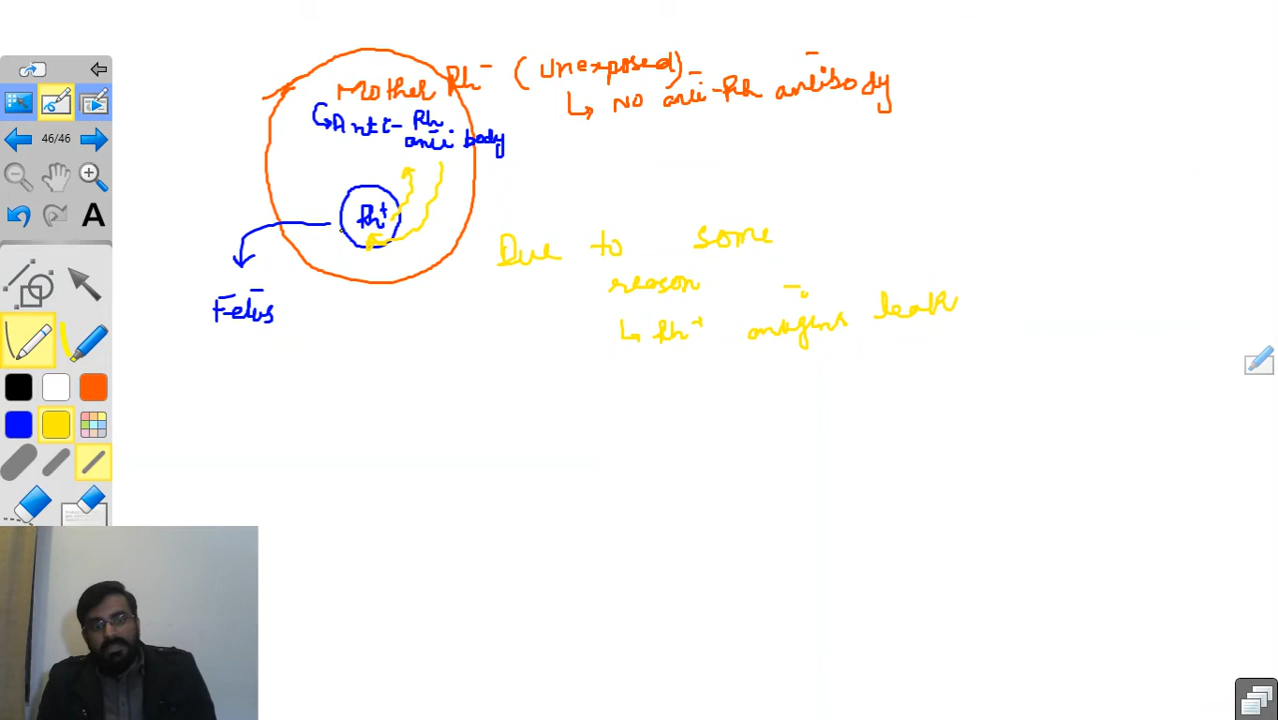 Mother Rh⁻ (unexposed)
↳ No anti-Rh antibody
↳ Anti-Rh
antibody
Rh⁺
Fetus
Due to some
reason
↳ Rh⁺ antigens leak
46/46
A